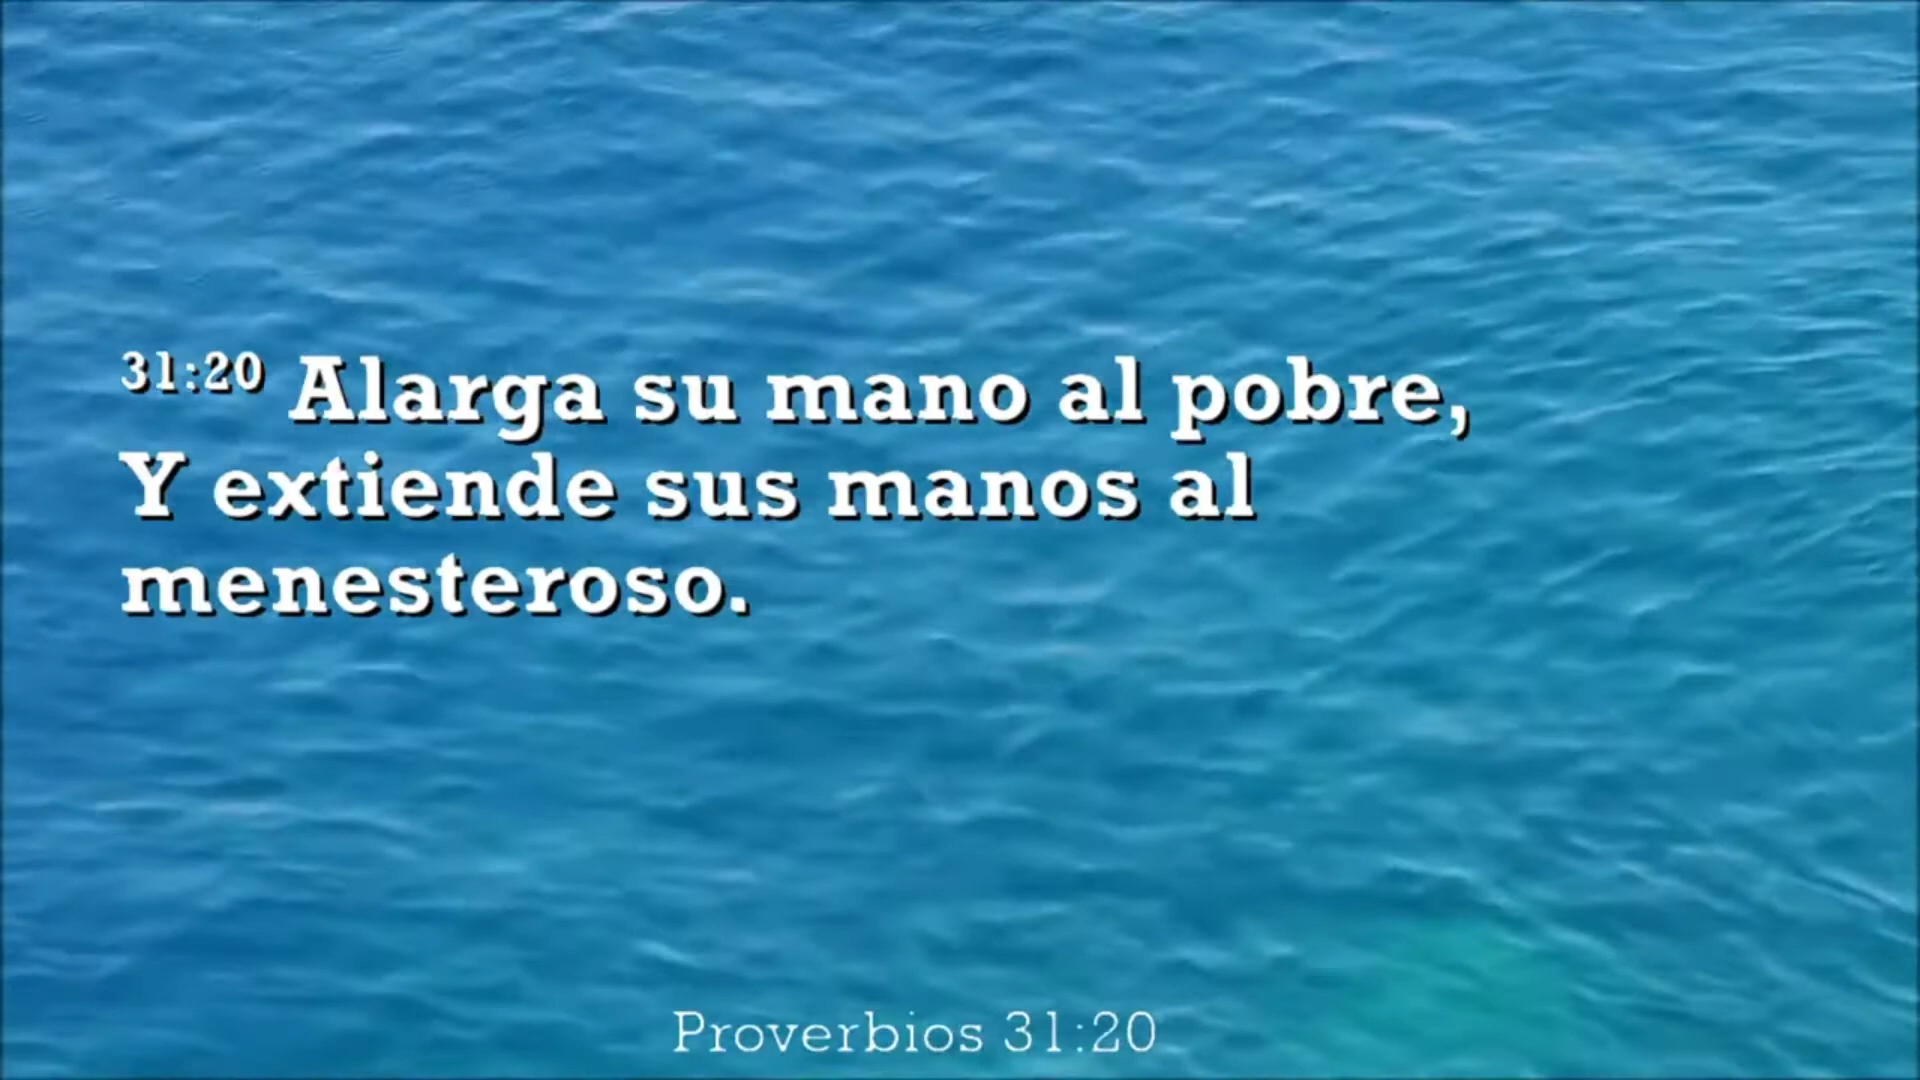 31:20 Alarga su mano al pobre,
Y extiende sus manos al
menesteroso.
Proverbios 31:20